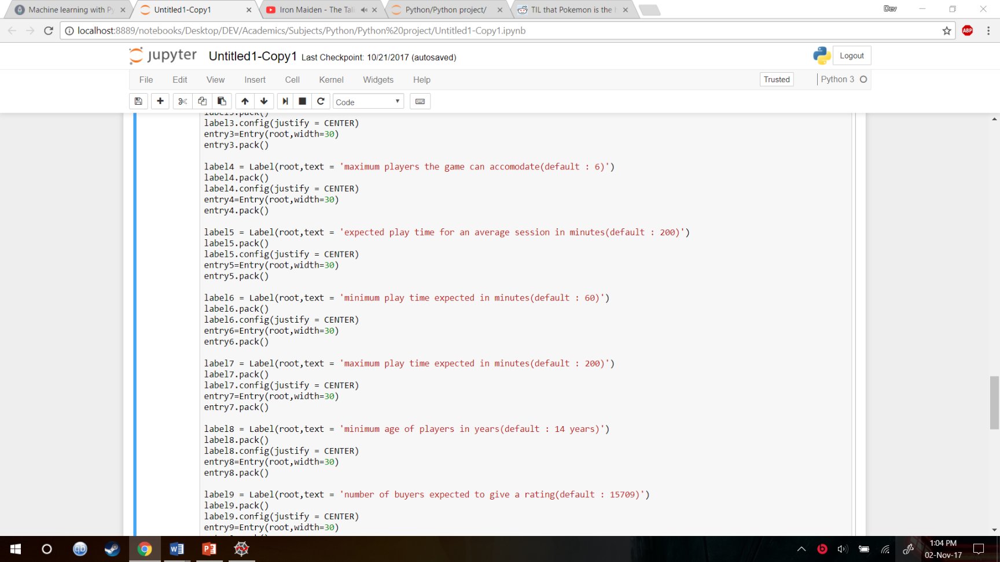 Machine learning with Py
Untitled1-Copy1
Iron Maiden - The Tali
Python/Python project/
TIL that Pokemon is the
Dev
localhost:8889/notebooks/Desktop/DEV/Academics/Subjects/Python/Python%20project/Untitled1-Copy1.ipynb
ABP
jupyter Untitled1-Copy1 Last Checkpoint: 10/21/2017 (autosaved)
Logout
File Edit View Insert Cell Kernel Widgets Help
Trusted
Python 3
Code
label3.pack()
label3.config(justify = CENTER)
entry3=Entry(root,width=30)
entry3.pack()
label4 = Label(root,text = 'maximum players the game can accomodate(default : 6)')
label4.pack()
label4.config(justify = CENTER)
entry4=Entry(root,width=30)
entry4.pack()
label5 = Label(root,text = 'expected play time for an average session in minutes(default : 200)')
label5.pack()
label5.config(justify = CENTER)
entry5=Entry(root,width=30)
entry5.pack()
label6 = Label(root,text = 'minimum play time expected in minutes(default : 60)')
label6.pack()
label6.config(justify = CENTER)
entry6=Entry(root,width=30)
entry6.pack()
label7 = Label(root,text = 'maximum play time expected in minutes(default : 200)')
label7.pack()
label7.config(justify = CENTER)
entry7=Entry(root,width=30)
entry7.pack()
label8 = Label(root,text = 'minimum age of players in years(default : 14 years)')
label8.pack()
label8.config(justify = CENTER)
entry8=Entry(root,width=30)
entry8.pack()
label9 = Label(root,text = 'number of buyers expected to give a rating(default : 15709)')
label9.pack()
label9.config(justify = CENTER)
entry9=Entry(root,width=30)
qb
1:04 PM
02-Nov-17